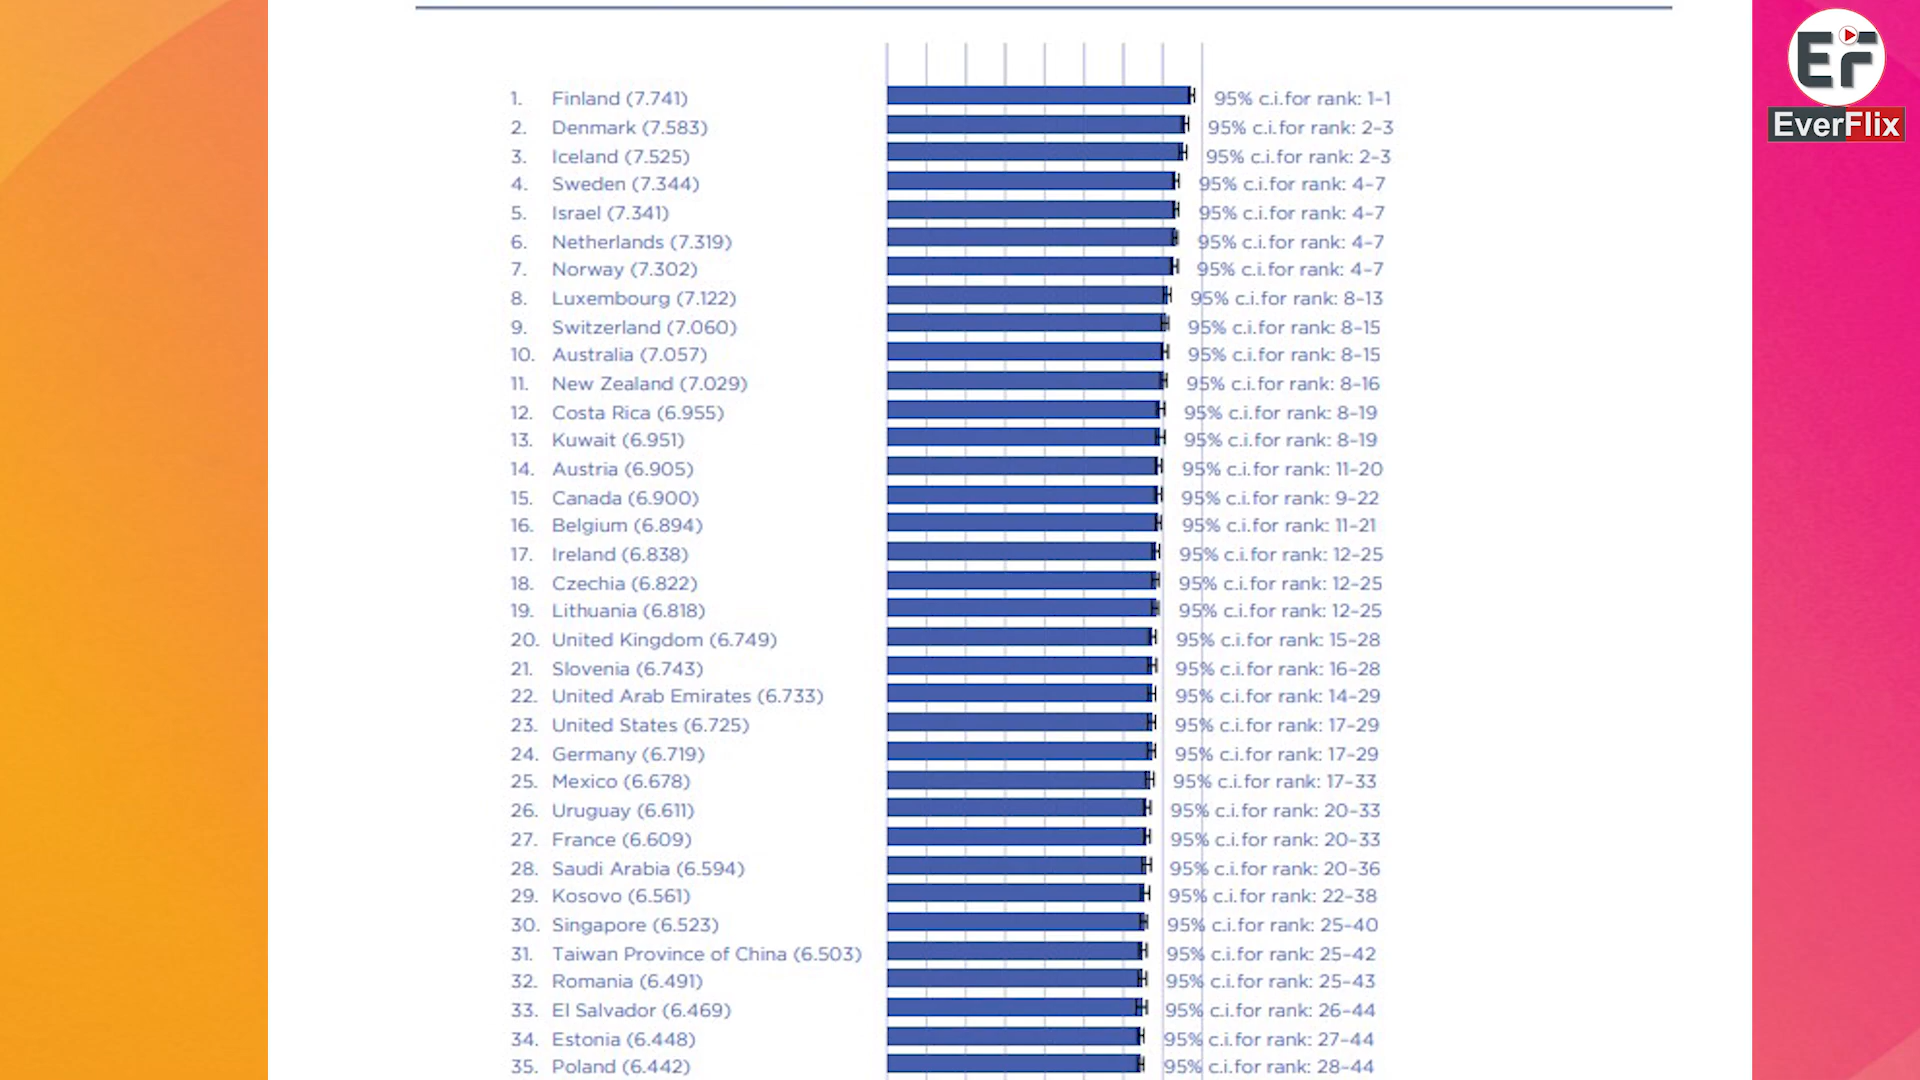 EF
EverFlix
1. Finland (7.741) 95% c.i.for rank: 1-1
2. Denmark (7.583) 95% c.i.for rank: 2-3
3. Iceland (7.525) 95% c.i.for rank: 2-3
4. Sweden (7.344) 95% c.i.for rank: 4-7
5. Israel (7.341) 95% c.i.for rank: 4-7
6. Netherlands (7.319) 95% c.i.for rank: 4-7
7. Norway (7.302) 95% c.i.for rank: 4-7
8. Luxembourg (7.122) 95% c.i.for rank: 8-13
9. Switzerland (7.060) 95% c.i.for rank: 8-15
10. Australia (7.057) 95% c.i.for rank: 8-15
11. New Zealand (7.029) 95% c.i.for rank: 8-16
12. Costa Rica (6.955) 95% c.i.for rank: 8-19
13. Kuwait (6.951) 95% c.i.for rank: 8-19
14. Austria (6.905) 95% c.i.for rank: 11-20
15. Canada (6.900) 95% c.i.for rank: 9-22
16. Belgium (6.894) 95% c.i.for rank: 11-21
17. Ireland (6.838) 95% c.i.for rank: 12-25
18. Czechia (6.822) 95% c.i.for rank: 12-25
19. Lithuania (6.818) 95% c.i.for rank: 12-25
20. United Kingdom (6.749) 95% c.i.for rank: 15-28
21. Slovenia (6.743) 95% c.i.for rank: 16-28
22. United Arab Emirates (6.733) 95% c.i.for rank: 14-29
23. United States (6.725) 95% c.i.for rank: 17-29
24. Germany (6.719) 95% c.i.for rank: 17-29
25. Mexico (6.678) 95% c.i.for rank: 17-33
26. Uruguay (6.611) 95% c.i.for rank: 20-33
27. France (6.609) 95% c.i.for rank: 20-33
28. Saudi Arabia (6.594) 95% c.i.for rank: 20-36
29. Kosovo (6.561) 95% c.i.for rank: 22-38
30. Singapore (6.523) 95% c.i.for rank: 25-40
31. Taiwan Province of China (6.503) 95% c.i.for rank: 25-42
32. Romania (6.491) 95% c.i.for rank: 25-43
33. El Salvador (6.469) 95% c.i.for rank: 26-44
34. Estonia (6.448) 95% c.i.for rank: 27-44
35. Poland (6.442) 95% c.i.for rank: 28-44